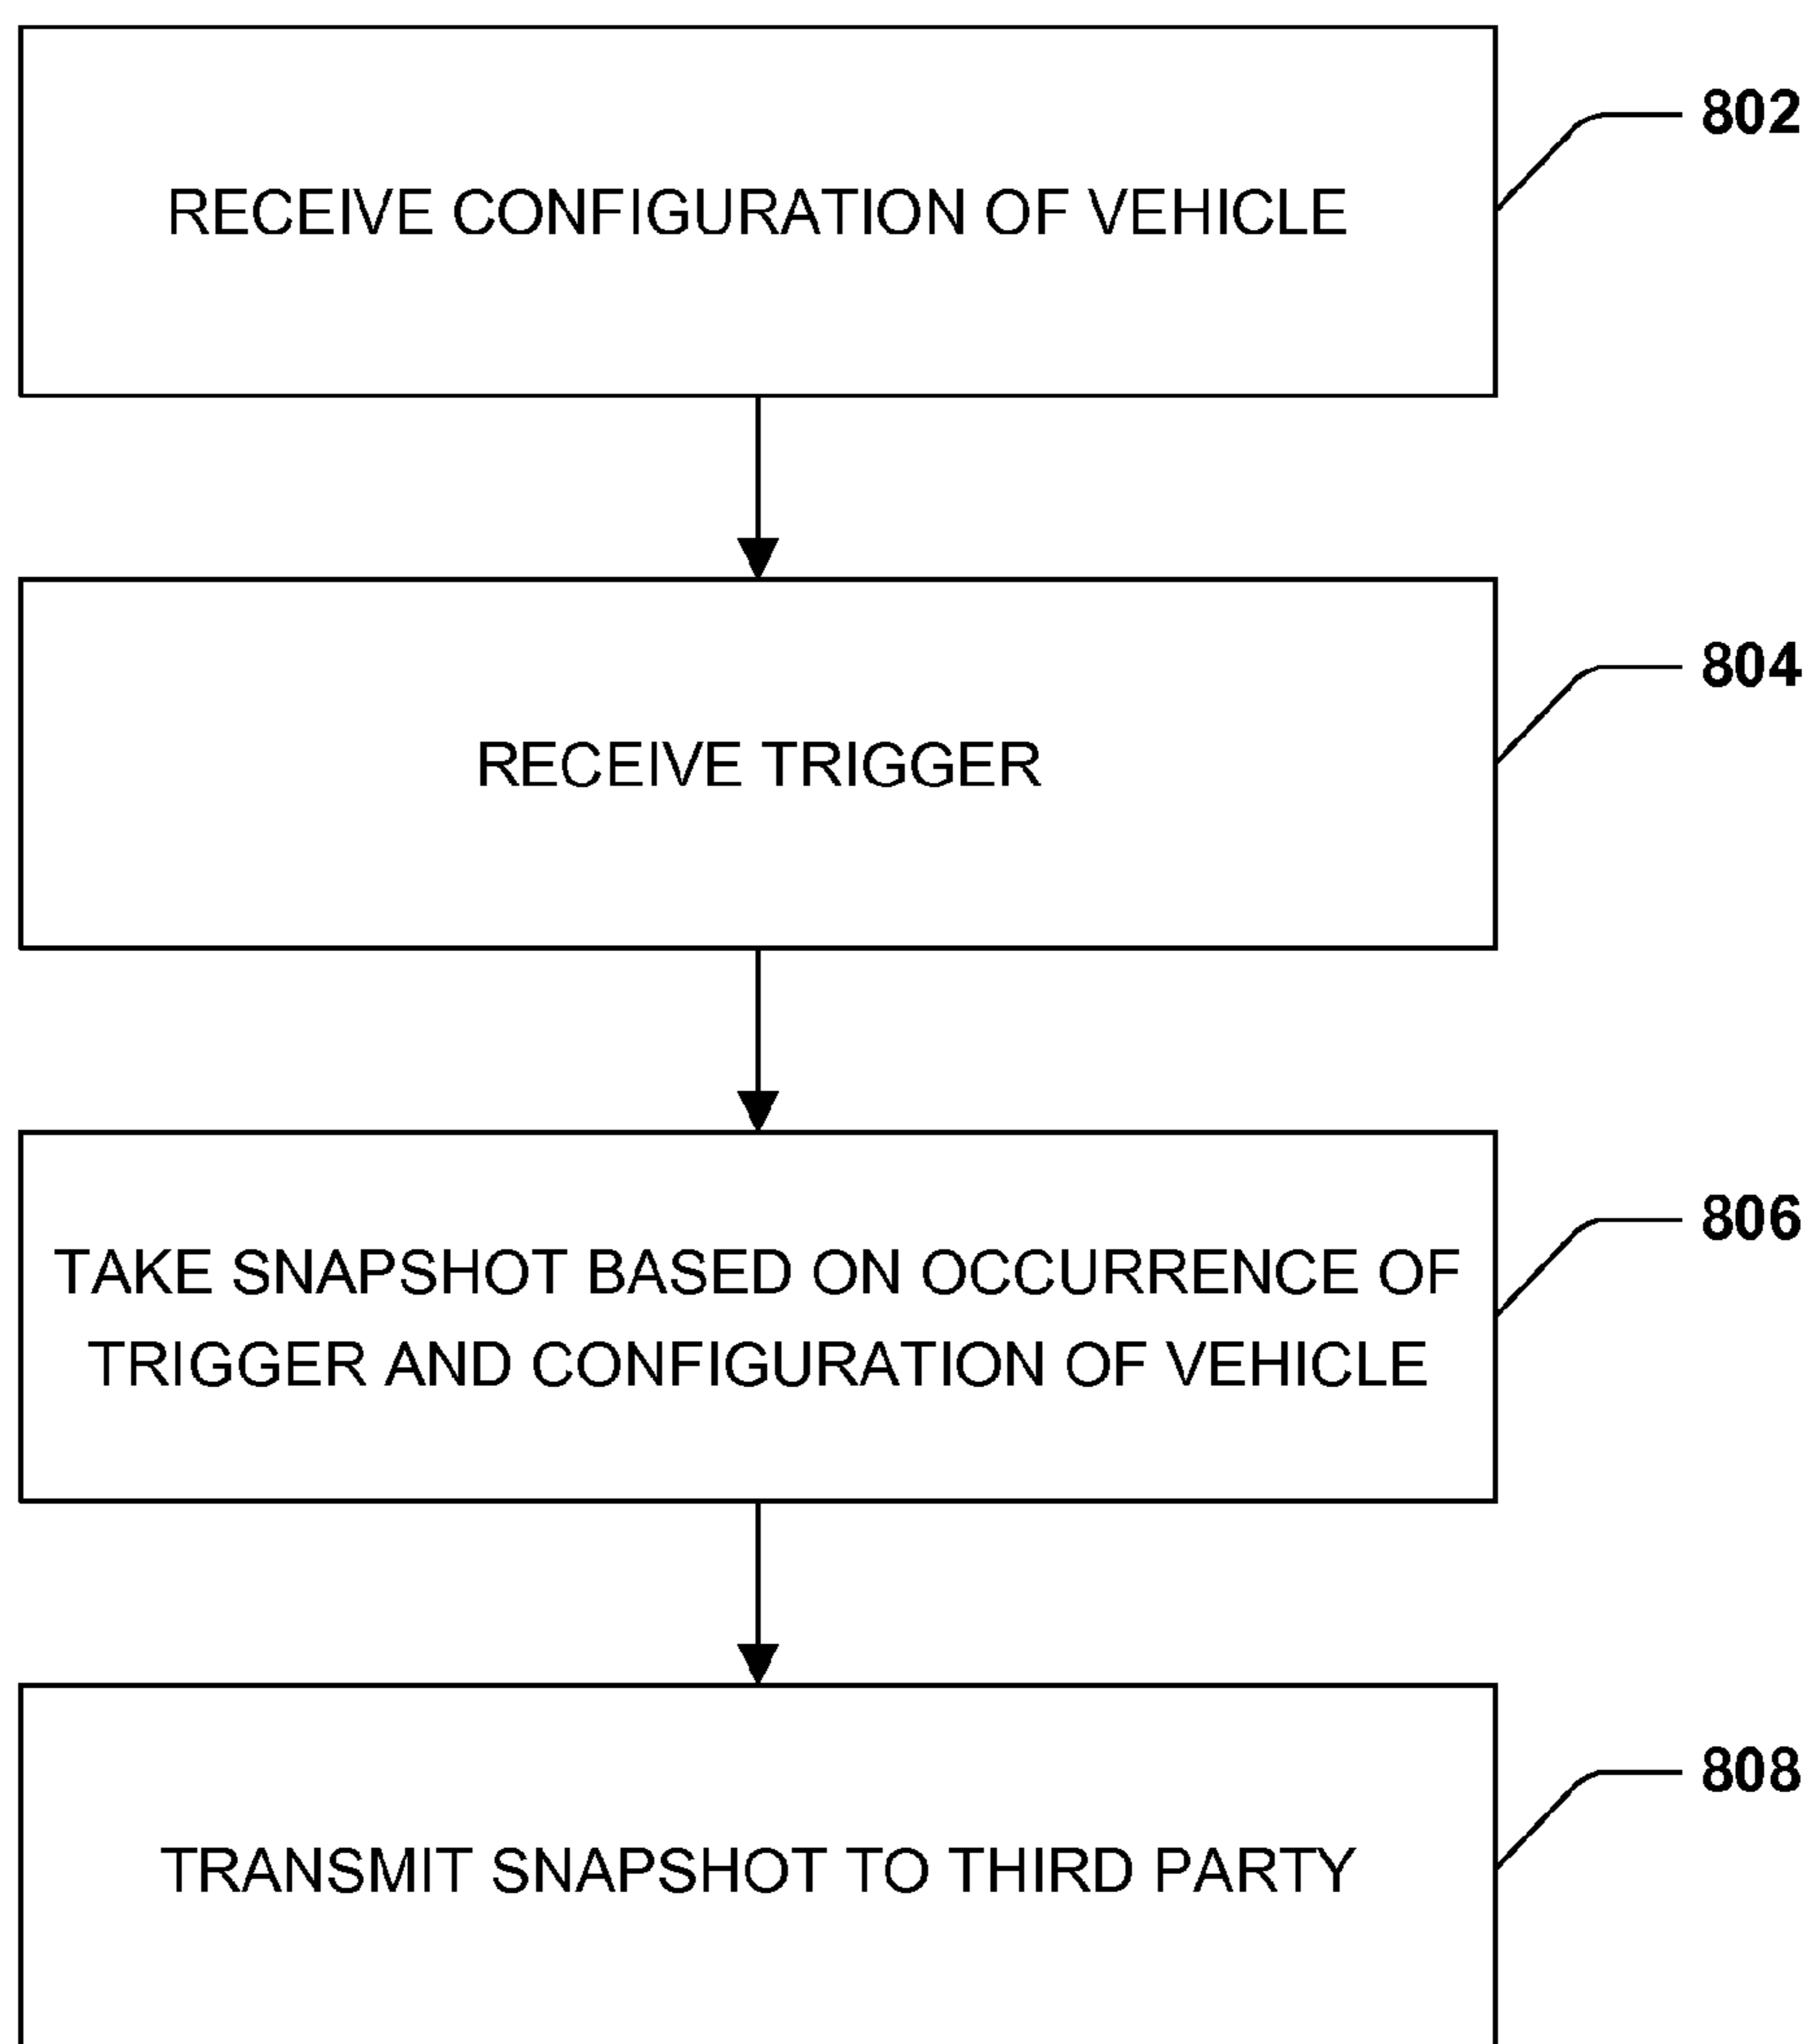 RECEIVE CONFIGURATION OF VEHICLE
802
RECEIVE TRIGGER
804
TAKE SNAPSHOT BASED ON OCCURRENCE OF
TRIGGER AND CONFIGURATION OF VEHICLE
806
TRANSMIT SNAPSHOT TO THIRD PARTY
808